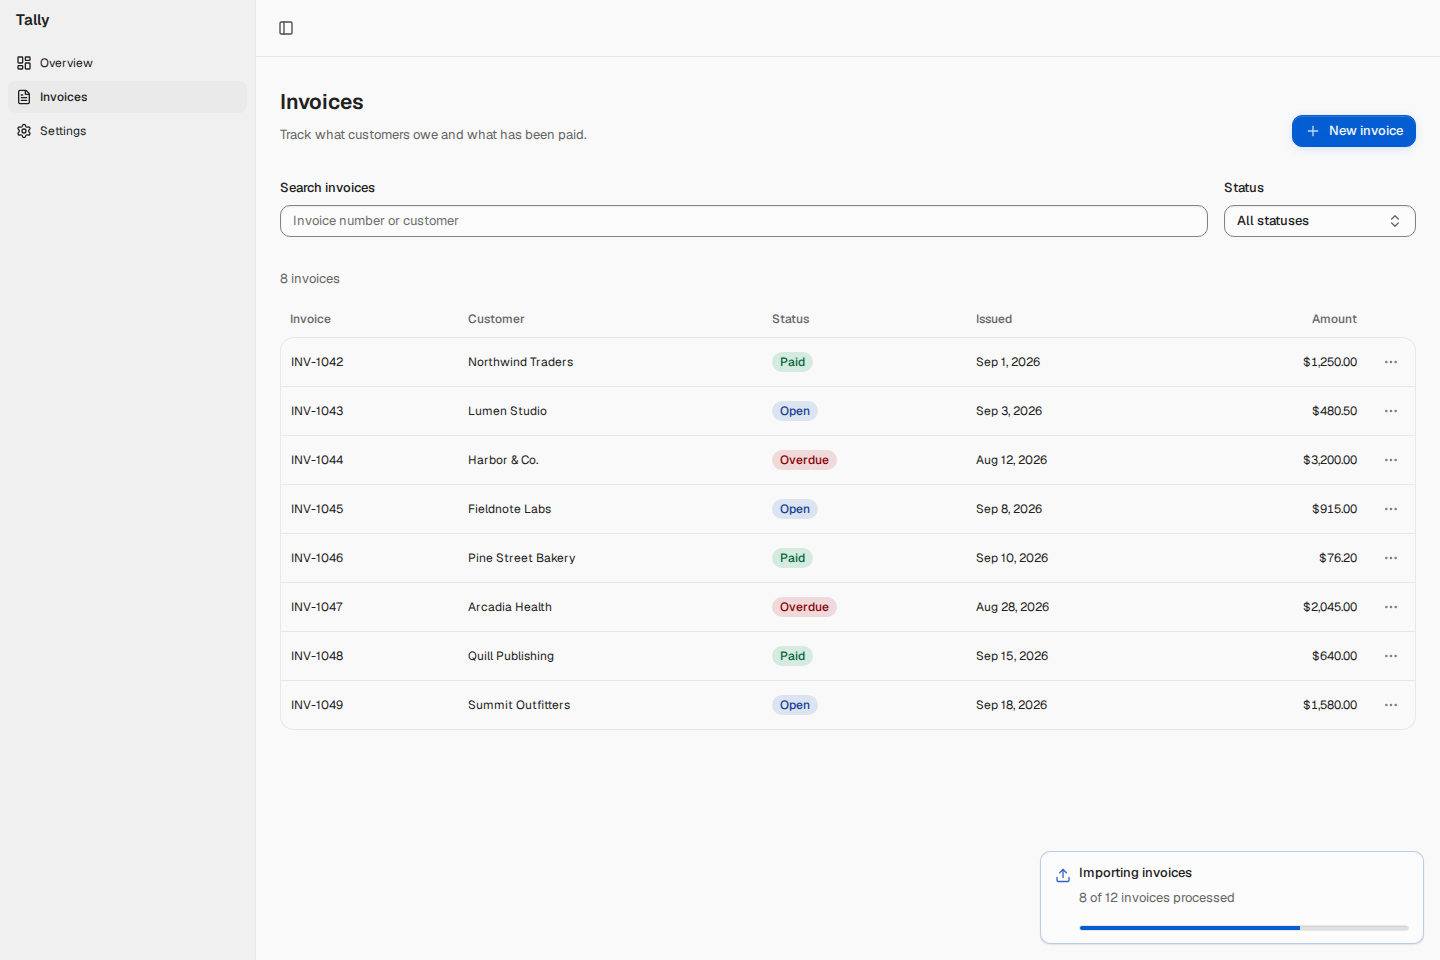 Tally
Overview
Invoices
Settings
Invoices
Track what customers owe and what has been paid.
New invoice
Search invoices
Status
Invoice number or customer
All statuses
8 invoices
Invoice Customer Status Issued Amount
INV-1042 Northwind Traders Paid Sep 1, 2026 $1,250.00
INV-1043 Lumen Studio Open Sep 3, 2026 $480.50
INV-1044 Harbor & Co. Overdue Aug 12, 2026 $3,200.00
INV-1045 Fieldnote Labs Open Sep 8, 2026 $915.00
INV-1046 Pine Street Bakery Paid Sep 10, 2026 $76.20
INV-1047 Arcadia Health Overdue Aug 28, 2026 $2,045.00
INV-1048 Quill Publishing Paid Sep 15, 2026 $640.00
INV-1049 Summit Outfitters Open Sep 18, 2026 $1,580.00
Importing invoices
8 of 12 invoices processed